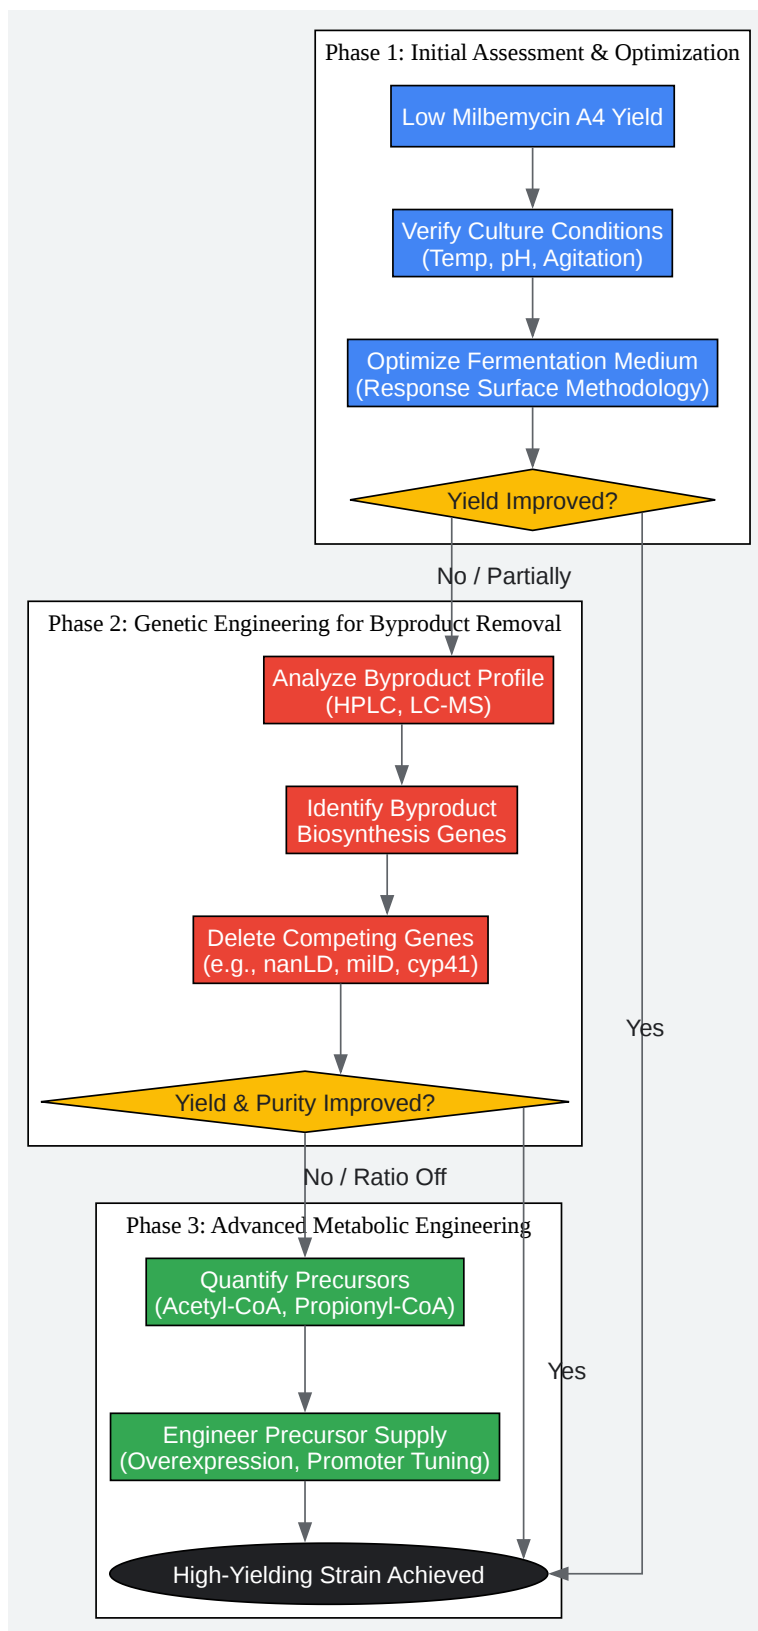 Phase 1: Initial Assessment & Optimization
Low Milbemycin A4 Yield
Verify Culture Conditions
(Temp, pH, Agitation)
Optimize Fermentation Medium
(Response Surface Methodology)
Yield Improved?
No / Partially
Phase 2: Genetic Engineering for Byproduct Removal
Analyze Byproduct Profile
(HPLC, LC-MS)
Identify Byproduct
Biosynthesis Genes
Delete Competing Genes
(e.g., nanLD, milD, cyp41)
Yes
Yield & Purity Improved?
No / Ratio Off
Phase 3: Advanced Metabolic Engineering
Quantify Precursors
(Acetyl-CoA, Propionyl-CoA)
Yes
Engineer Precursor Supply
(Overexpression, Promoter Tuning)
High-Yielding Strain Achieved